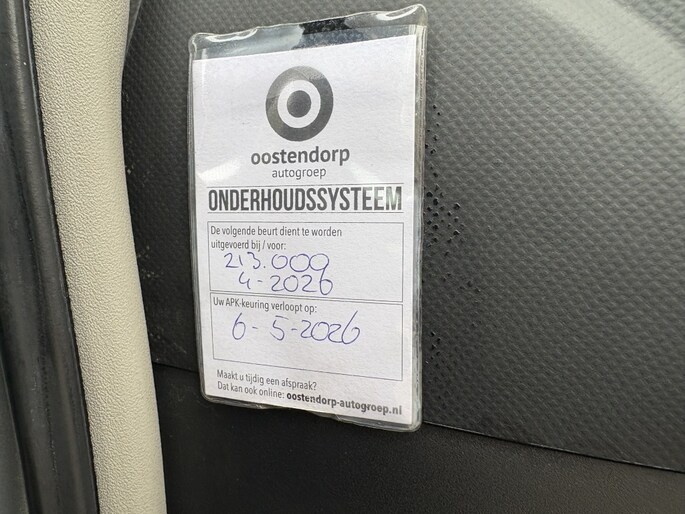 oostendorp
autogroep
ONDERHOUDSSYSTEEM
De volgende beurt dient te worden
uitgevoerd bij / voor:
213.000
4-2026
Uw APK-keuring verloopt op:
6-5-2026
Maakt u tijdig een afspraak?
Dat kan ook online: oostendorp-autogroep.nl